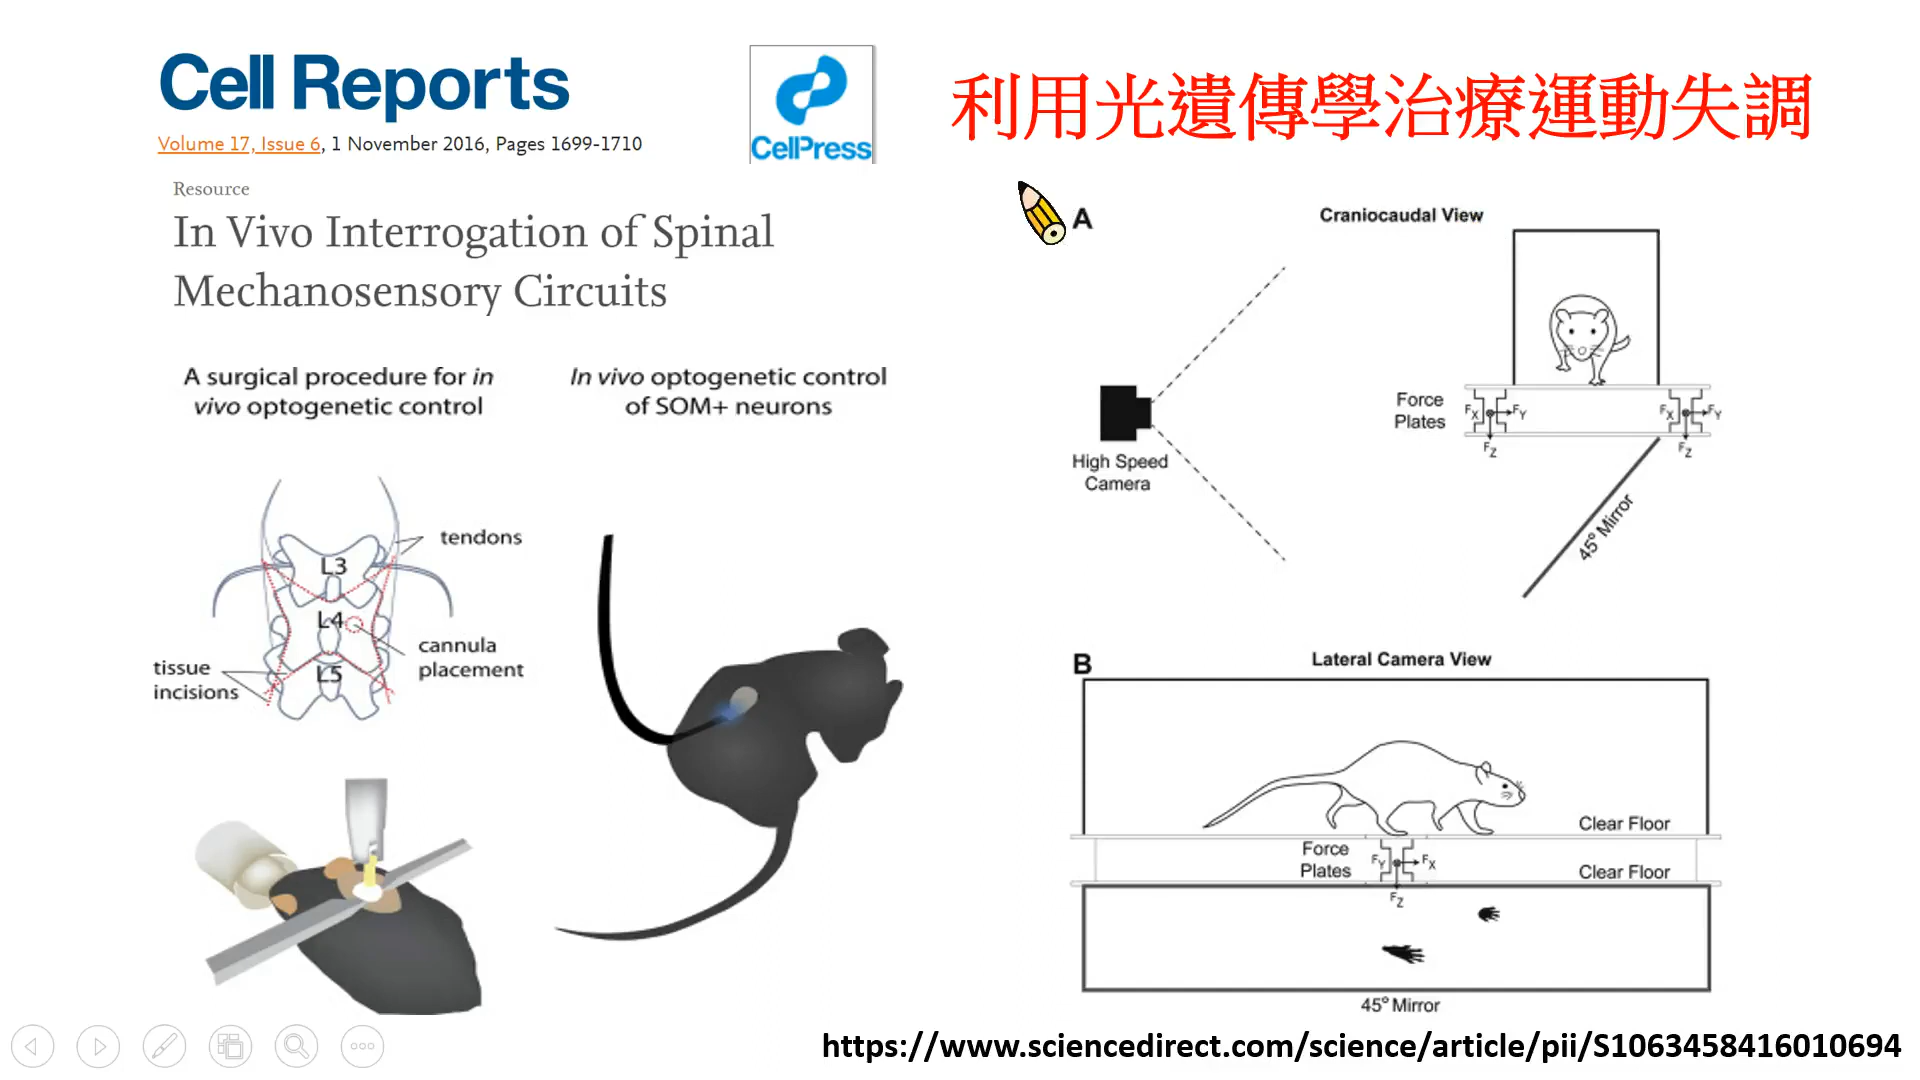 Cell Reports
CellPress
利用光遺傳學治療運動失調
Volume 17, Issue 6, 1 November 2016, Pages 1699-1710
Resource
In Vivo Interrogation of Spinal
Mechanosensory Circuits
A surgical procedure for in
vivo optogenetic control
In vivo optogenetic control
of SOM+ neurons
tendons
L3
L4
L5
cannula
placement
tissue
incisions
A
Craniocaudal View
Force
Plates
FX
FY
FZ
FX
FY
FZ
High Speed
Camera
45° Mirror
B
Lateral Camera View
Clear Floor
Force
Plates
FY
FX
FZ
Clear Floor
45° Mirror
https://www.sciencedirect.com/science/article/pii/S1063458416010694